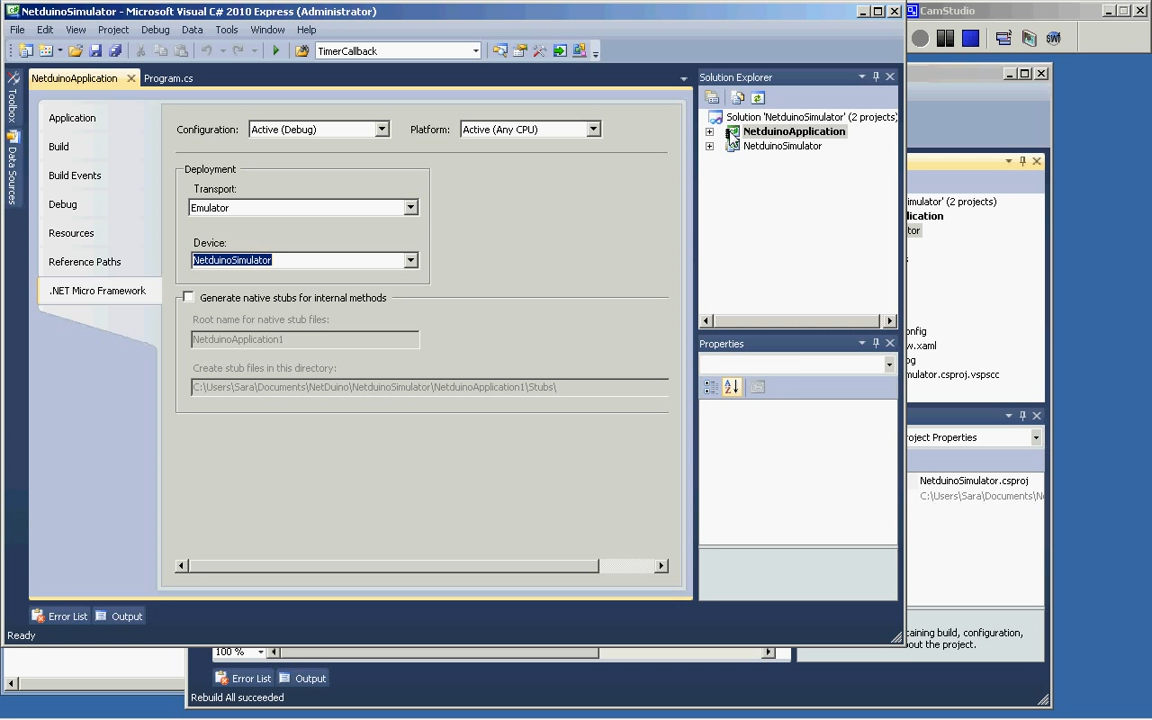 NetduinoSimulator - Microsoft Visual C# 2010 Express (Administrator)
CamStudio
File Edit View Project Debug Data Tools Window Help
TimerCallback
NetduinoApplication
Program.cs
Toolbox
Data Sources
Application
Build
Build Events
Debug
Resources
Reference Paths
.NET Micro Framework
Configuration: Active (Debug) Platform: Active (Any CPU)
Deployment
Transport:
Emulator
Device:
NetduinoSimulator
Generate native stubs for internal methods
Root name for native stub files:
NetduinoApplication1
Create stub files in this directory:
C:\Users\Sara\Documents\NetDuino\NetduinoSimulator\NetduinoApplication1\Stubs\
Solution Explorer
Solution 'NetduinoSimulator' (2 projects)
NetduinoApplication
NetduinoSimulator
Properties
imulator' (2 projects)
lication
tor
onfig
w.xaml
og
mulator.csproj.vspscc
oject Properties
NetduinoSimulator.csproj
C:\Users\Sara\Documents\N
taining build, configuration,
out the project.
Error List Output
Ready
100 %
Error List Output
Rebuild All succeeded